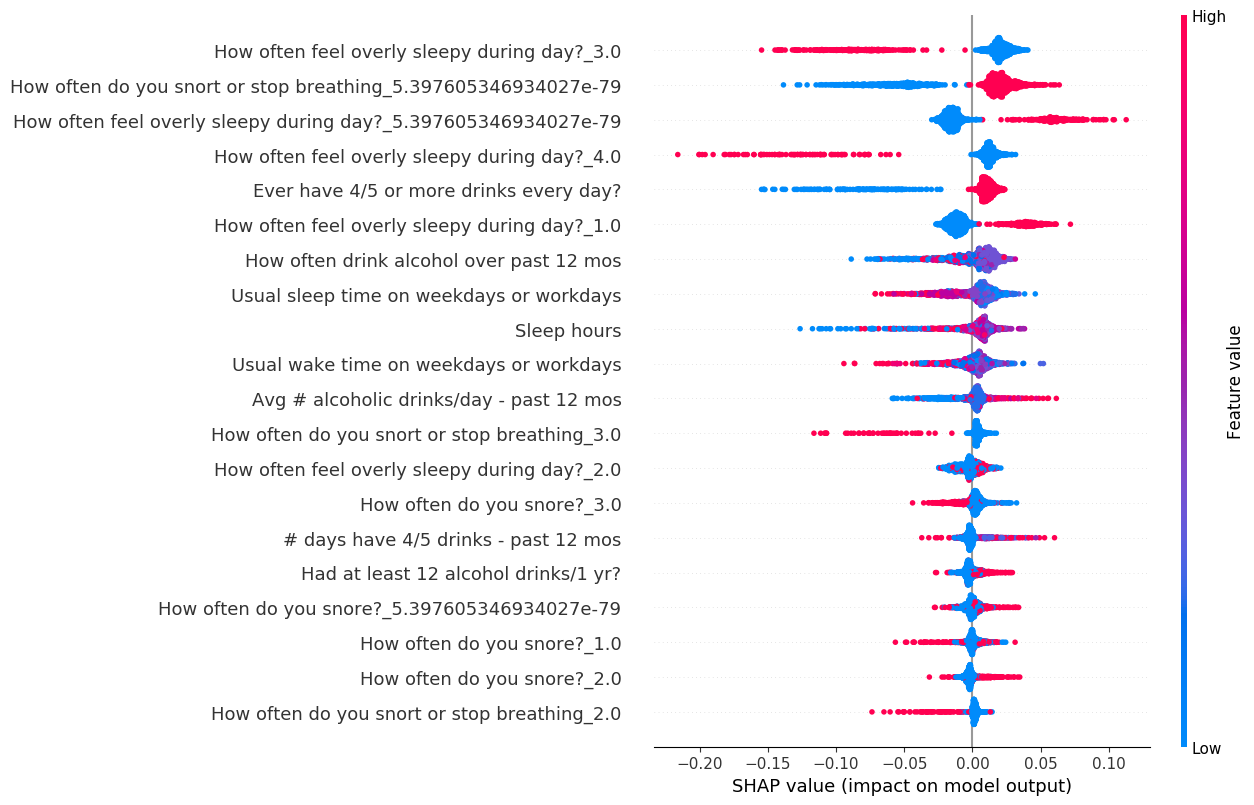 High
How often feel overly sleepy during day?_3.0
How often do you snort or stop breathing_5.397605346934027e-79
How often feel overly sleepy during day?_5.397605346934027e-79
How often feel overly sleepy during day?_4.0
Ever have 4/5 or more drinks every day?
How often feel overly sleepy during day?_1.0
How often drink alcohol over past 12 mos
Usual sleep time on weekdays or workdays
Sleep hours
Usual wake time on weekdays or workdays
Avg # alcoholic drinks/day - past 12 mos
How often do you snort or stop breathing_3.0
How often feel overly sleepy during day?_2.0
How often do you snore?_3.0
# days have 4/5 drinks - past 12 mos
Had at least 12 alcohol drinks/1 yr?
How often do you snore?_5.397605346934027e-79
How often do you snore?_1.0
How often do you snore?_2.0
How often do you snort or stop breathing_2.0
Feature value
Low
−0.20 −0.15 −0.10 −0.05 0.00 0.05 0.10
SHAP value (impact on model output)